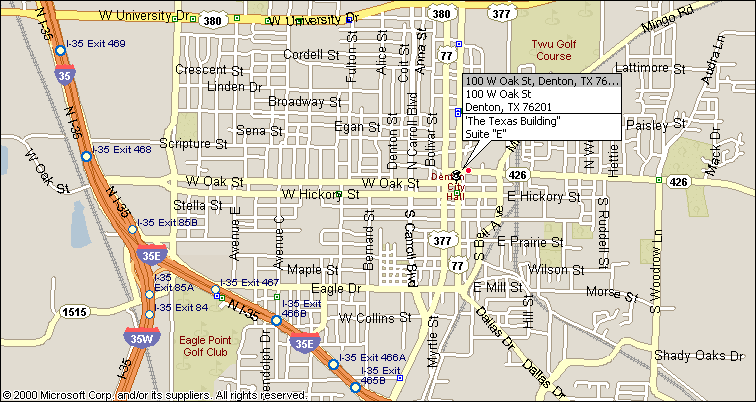 W University Dr
380
W University Dr
380
Mingo Rd
I-35 Exit 469
Cordell St
Fulton St
Alice St
Coit St
Anna St
Twu Golf
Course
35
Crescent St
Linden Dr
Lattimore St
Audra Ln
100 W Oak St, Denton, TX 76...
100 W Oak St
Denton, TX 76201
'The Texas Building"
Suite "E"
Broadway St
N I-35
Sena St
Egan St
Denton St
N Carroll Blvd
Bolivar St
Paisley St
Mack Dr
Scripture St
I-35 Exit 468
W Oak St
W Oak St
Denton
City
Hall
426
426
Hettie
N Wa
W Hickory St
E Hickory St
Stella St
N I-35
I-35 Exit 85B
Avenue E
Avenue C
Bernard St
S Carroll Blvd
377
377
77
S Bell Ave
E Prairie St
S Ruddell St
S Woodrow Ln
35E
Maple St
Wilson St
I-35
Exit 85A
I-35 Exit 467
Eagle Dr
77
E Mill St
Morse St
I-35 Exit 84
N I-35
I-35 Exit
466B
W Collins St
Hill St
1515
35W
Eagle Point
Golf Club
35E
Myrtle St
Dallas Dr
Dallas Dr
Shady Oaks Dr
I-35
endolph Dr
I-35 Exit 466A
I-35 Exit
465B
© 2000 Microsoft Corp. and/or its suppliers. All rights reserved.